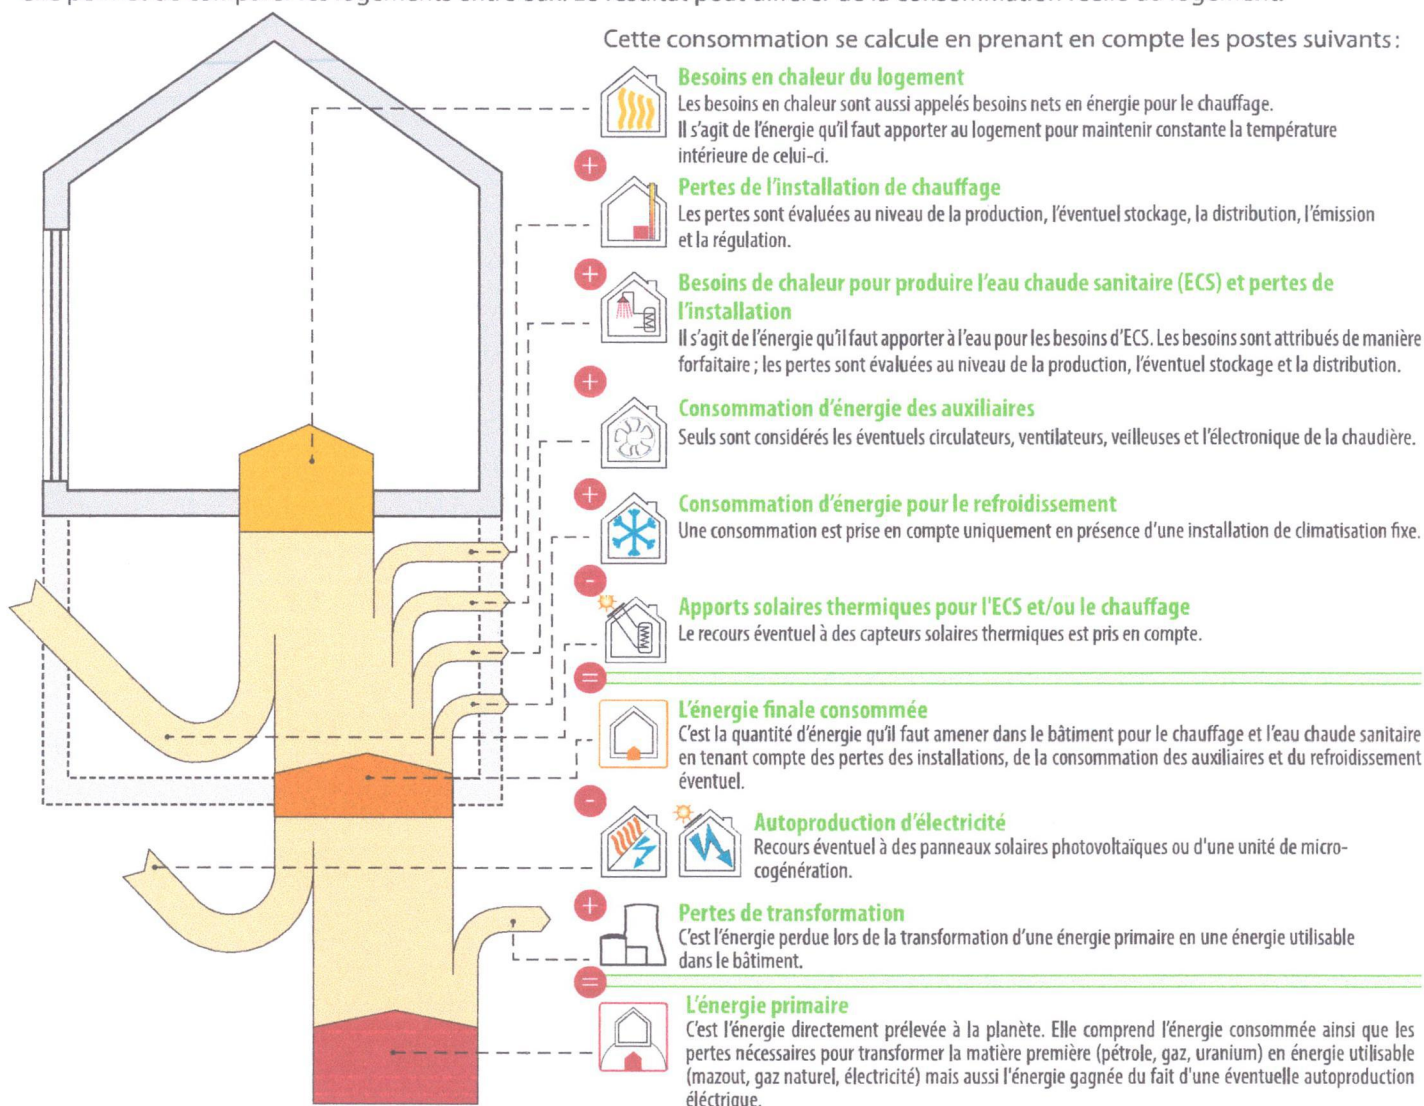 Cette consommation se calcule en prenant en compte les postes suivants :
Besoins en chaleur du logement
Les besoins en chaleur sont aussi appelés besoins nets en énergie pour le chauffage.
Il s'agit de l'énergie qu'il faut apporter au logement pour maintenir constante la température
intérieure de celui-ci.
+
Pertes de l'installation de chauffage
Les pertes sont évaluées au niveau de la production, l'éventuel stockage, la distribution, l'émission
et la régulation.
+
Besoins de chaleur pour produire l'eau chaude sanitaire (ECS) et pertes de
l'installation
Il s'agit de l'énergie qu'il faut apporter à l'eau pour les besoins d'ECS. Les besoins sont attribués de manière
forfaitaire ; les pertes sont évaluées au niveau de la production, l'éventuel stockage et la distribution.
+
Consommation d'énergie des auxiliaires
Seuls sont considérés les éventuels circulateurs, ventilateurs, veilleuses et l'électronique de la chaudière.
+
Consommation d'énergie pour le refroidissement
Une consommation est prise en compte uniquement en présence d'une installation de climatisation fixe.
-
Apports solaires thermiques pour l'ECS et/ou le chauffage
Le recours éventuel à des capteurs solaires thermiques est pris en compte.
=
L'énergie finale consommée
C'est la quantité d'énergie qu'il faut amener dans le bâtiment pour le chauffage et l'eau chaude sanitaire
en tenant compte des pertes des installations, de la consommation des auxiliaires et du refroidissement
éventuel.
-
Autoproduction d'électricité
Recours éventuel à des panneaux solaires photovoltaïques ou d'une unité de micro-
cogénération.
+
Pertes de transformation
C'est l'énergie perdue lors de la transformation d'une énergie primaire en une énergie utilisable
dans le bâtiment.
=
L'énergie primaire
C'est l'énergie directement prélevée à la planète. Elle comprend l'énergie consommée ainsi que les
pertes nécessaires pour transformer la matière première (pétrole, gaz, uranium) en énergie utilisable
(mazout, gaz naturel, électricité) mais aussi l'énergie gagnée du fait d'une éventuelle autoproduction
éléctrique.